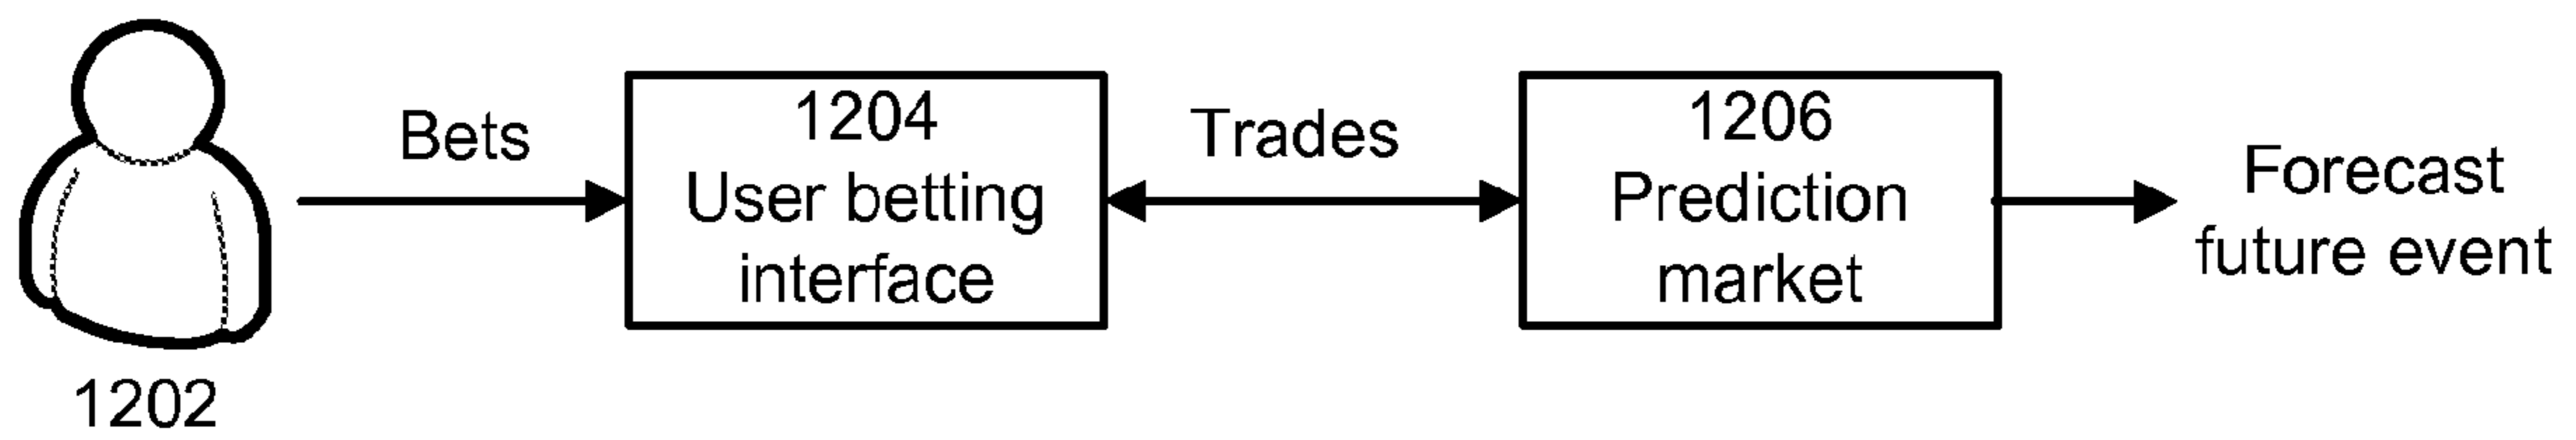 1202
Bets
1204
User betting
interface
Trades
1206
Prediction
market
Forecast
future event